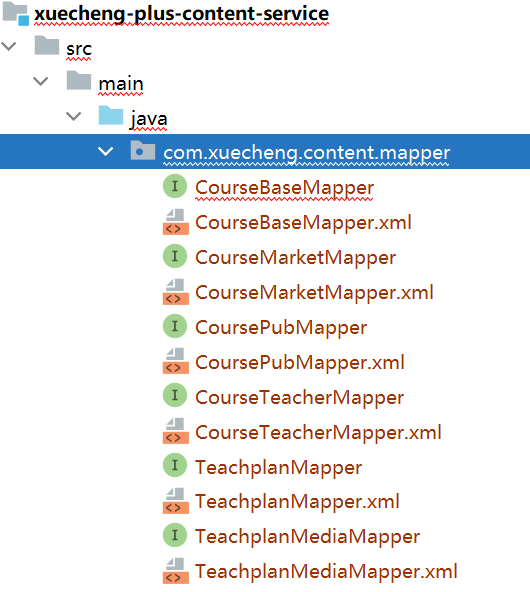 xuecheng-plus-content-service
src
main
java
com.xuecheng.content.mapper
CourseBaseMapper
CourseBaseMapper.xml
CourseMarketMapper
CourseMarketMapper.xml
CoursePubMapper
CoursePubMapper.xml
CourseTeacherMapper
CourseTeacherMapper.xml
TeachplanMapper
TeachplanMapper.xml
TeachplanMediaMapper
TeachplanMediaMapper.xml